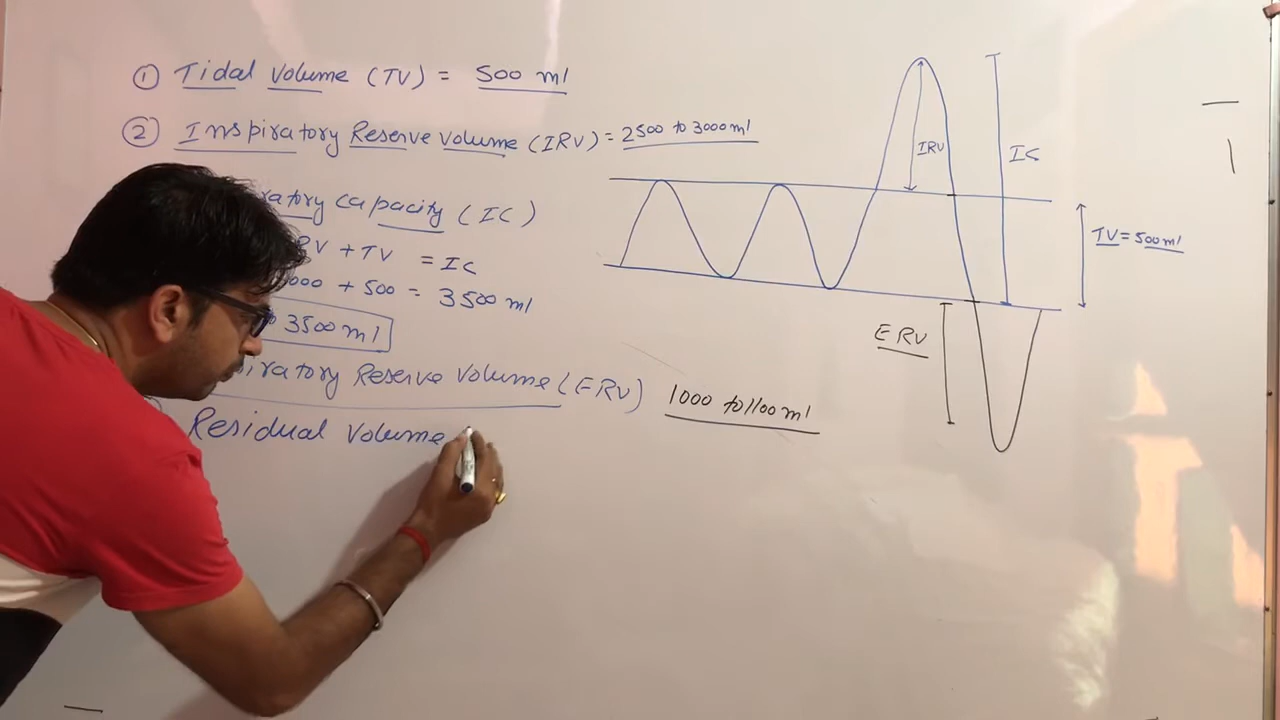 ① Tidal Volume (TV) = 500 ml
② Inspiratory Reserve volume (IRV) = 2500 to 3000 ml
capacity (IC)
+ TV = IC
+ 500 = 3500 ml
3500 ml
Reserve Volume (ERV) 1000 to 1100 ml
Residual Volume
IRV
IC
TV = 500 ml
ERV